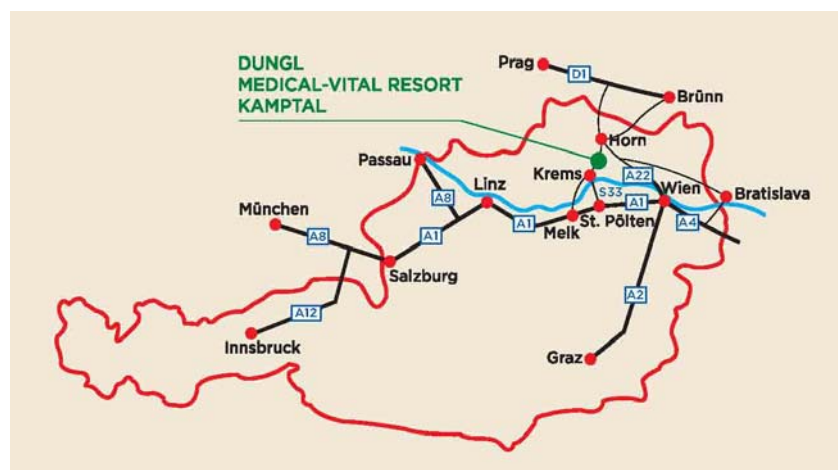 DUNGL
MEDICAL-VITAL RESORT
KAMPTAL
Prag
D1
Brünn
Horn
Passau
Krems
A22
Linz
A8
S33
Wien
Bratislava
München
A1
A1
A1
A4
Melk
St. Pölten
A8
Salzburg
A12
A2
Innsbruck
Graz